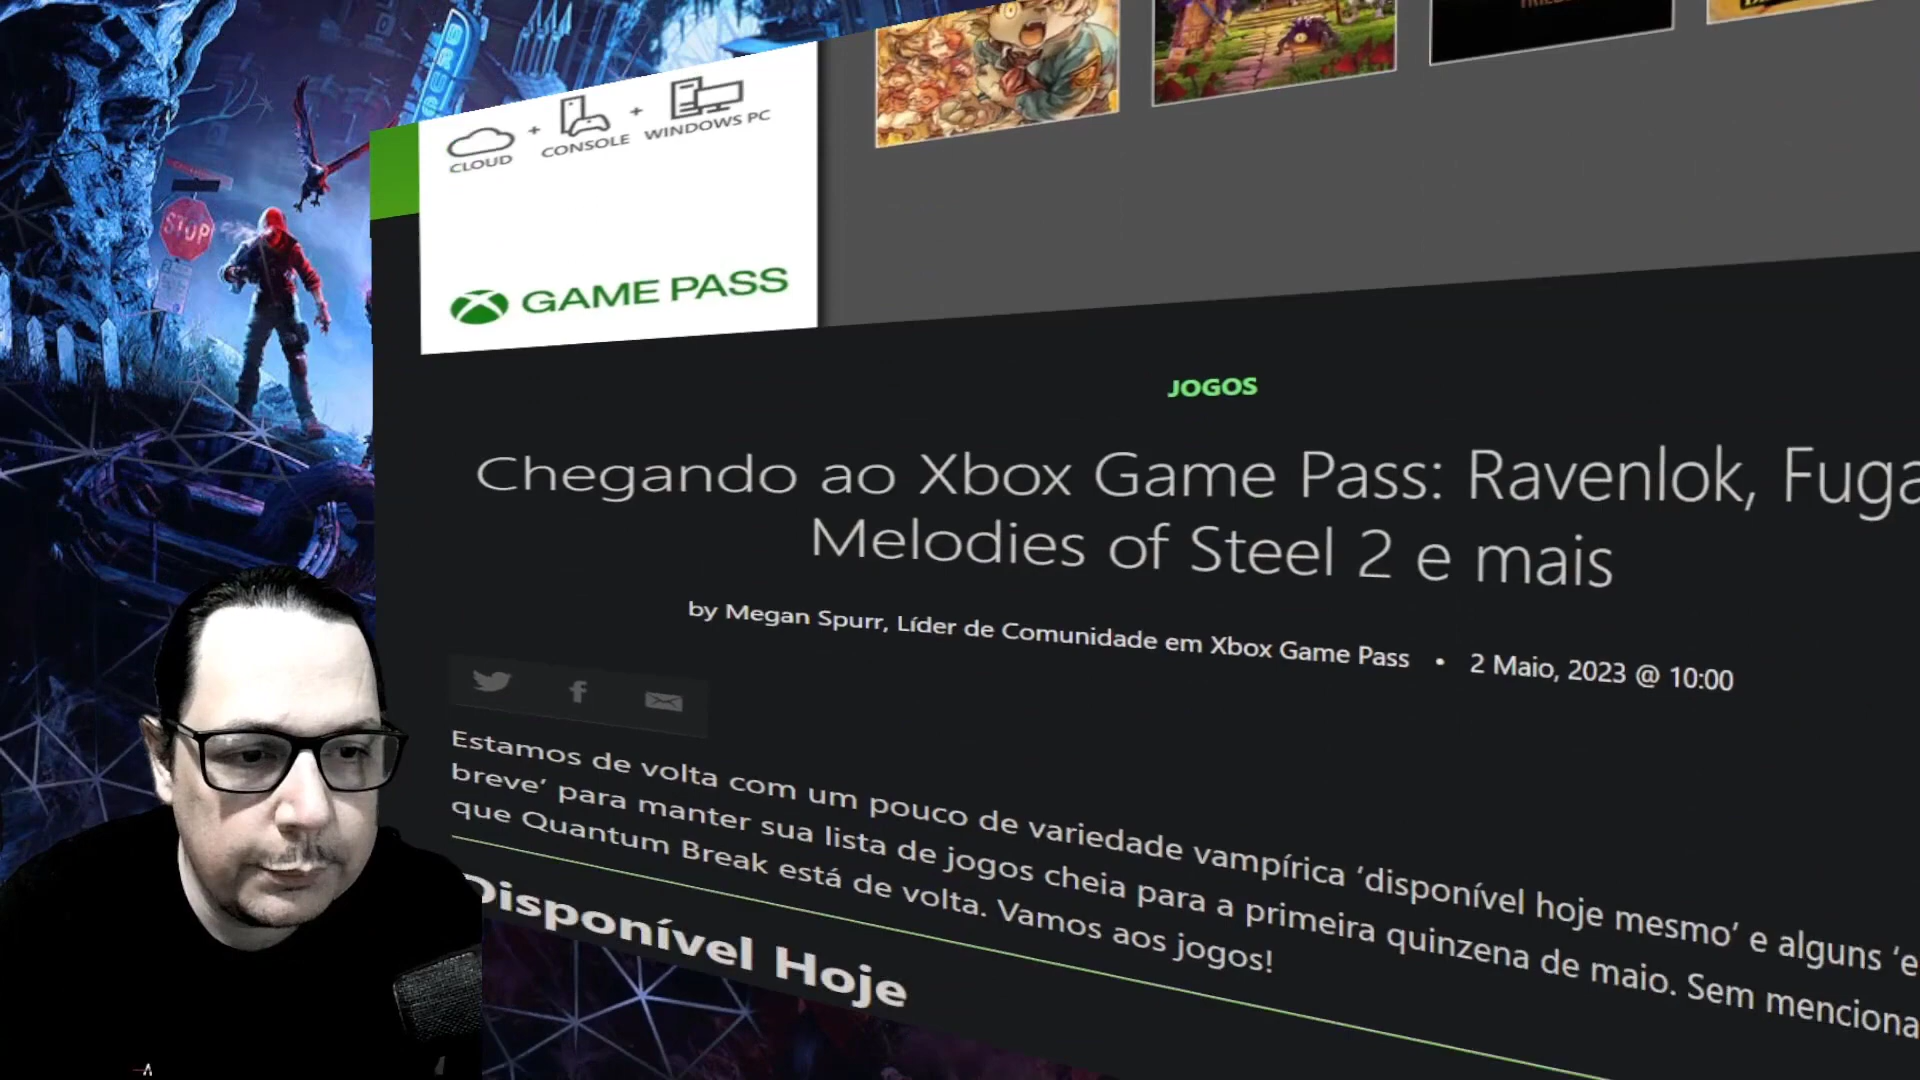 CLOUD + CONSOLE + WINDOWS PC
STOP
GAME PASS
JOGOS
Chegando ao Xbox Game Pass: Ravenlok, Fuga
Melodies of Steel 2 e mais
by Megan Spurr, Líder de Comunidade em Xbox Game Pass • 2 Maio, 2023 @ 10:00
Estamos de volta com um pouco de variedade vampírica ‘disponível hoje mesmo’ e alguns ‘e
breve’ para manter sua lista de jogos cheia para a primeira quinzena de maio. Sem menciona
que Quantum Break está de volta. Vamos aos jogos!
Disponível Hoje